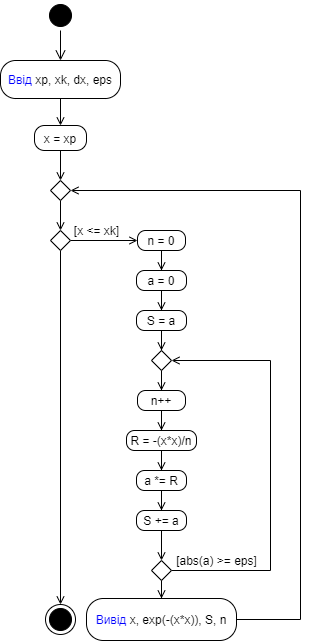 Ввід xp, xk, dx, eps
x = xp
[x <= xk]
n = 0
a = 0
S = a
n++
R = -(x*x)/n
a *= R
S += a
[abs(a) >= eps]
Вивід x, exp(-(x*x)), S, n